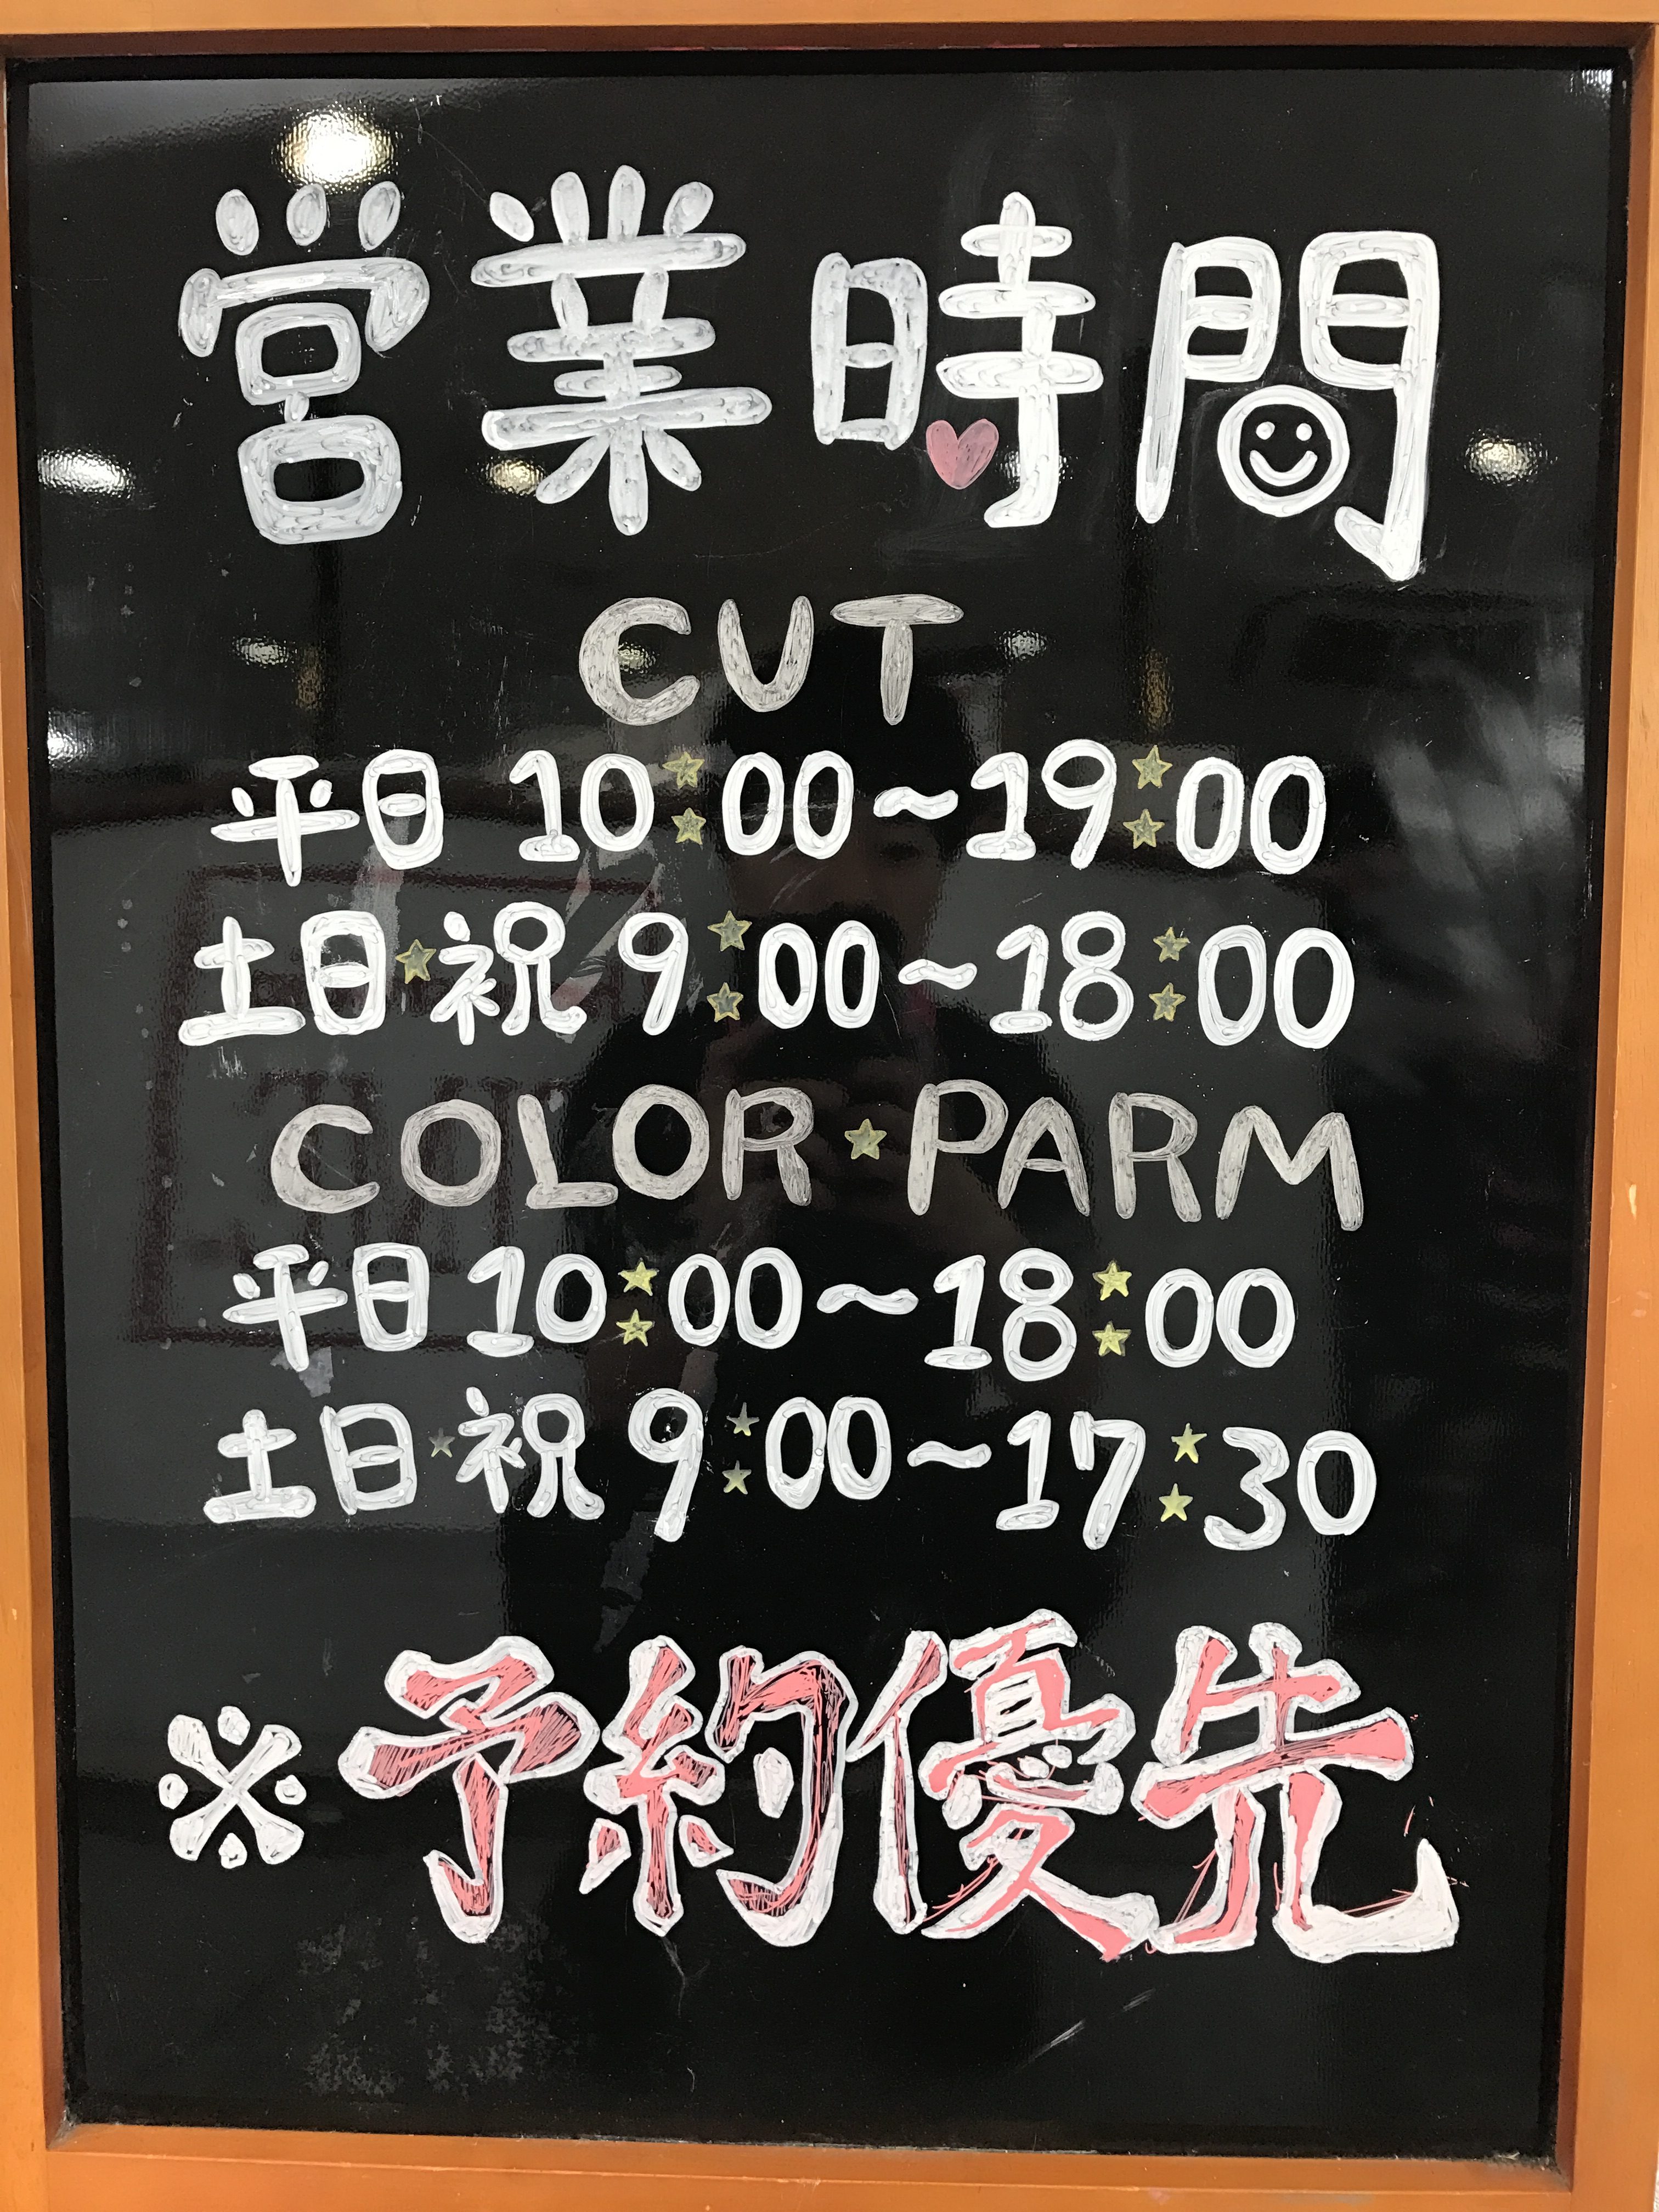 営業時間
CUT
平日 10:00～19:00
土日・祝 9:00～18:00
COLOR・PARM
平日 10:00～18:00
土日・祝 9:00～17:30
※予約優先